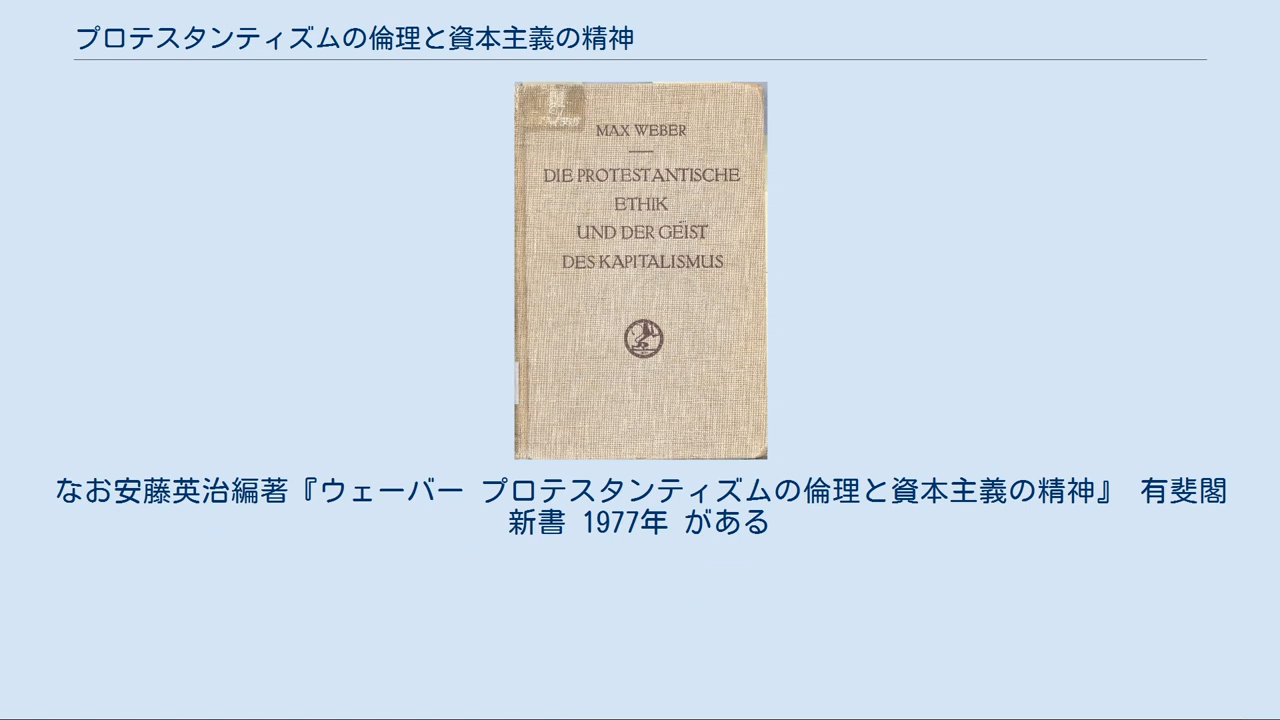 プロテスタンティズムの倫理と資本主義の精神
MAX WEBER
DIE PROTESTANTISCHE
ETHIK
UND DER GEIST
DES KAPITALISMUS
なお安藤英治編著『ウェーバー プロテスタンティズムの倫理と資本主義の精神』 有斐閣
新書 1977年 がある